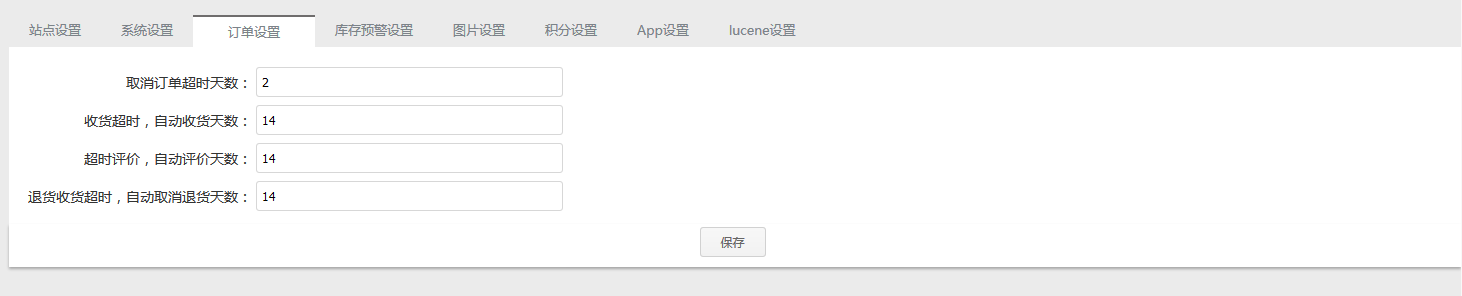 站点设置 系统设置 订单设置 库存预警设置 图片设置 积分设置 App设置 lucene设置
取消订单超时天数： 2
收货超时，自动收货天数： 14
超时评价，自动评价天数： 14
退货收货超时，自动取消退货天数： 14
保存